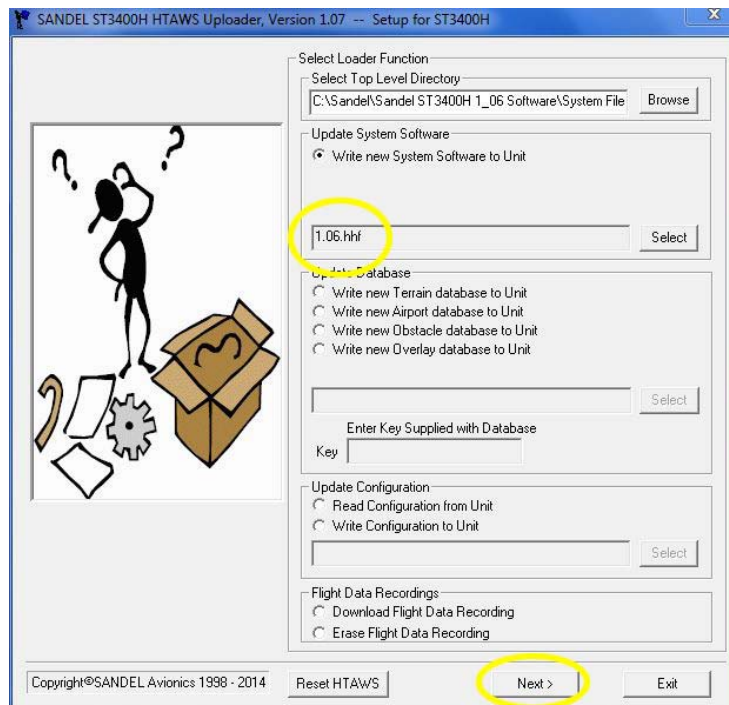 SANDEL ST3400H HTAWS Uploader, Version 1.07 -- Setup for ST3400H
X
Select Loader Function
Select Top Level Directory
C:\Sandel\Sandel ST3400H 1_06 Software\System File
Browse
Update System Software
Write new System Software to Unit
1.06.hhf
Select
Update Database
Write new Terrain database to Unit
Write new Airport database to Unit
Write new Obstacle database to Unit
Write new Overlay database to Unit
Select
Enter Key Supplied with Database
Key
Update Configuration
Read Configuration from Unit
Write Configuration to Unit
Select
Flight Data Recordings
Download Flight Data Recording
Erase Flight Data Recording
Copyright©SANDEL Avionics 1998 - 2014
Reset HTAWS
Next >
Exit
? ?